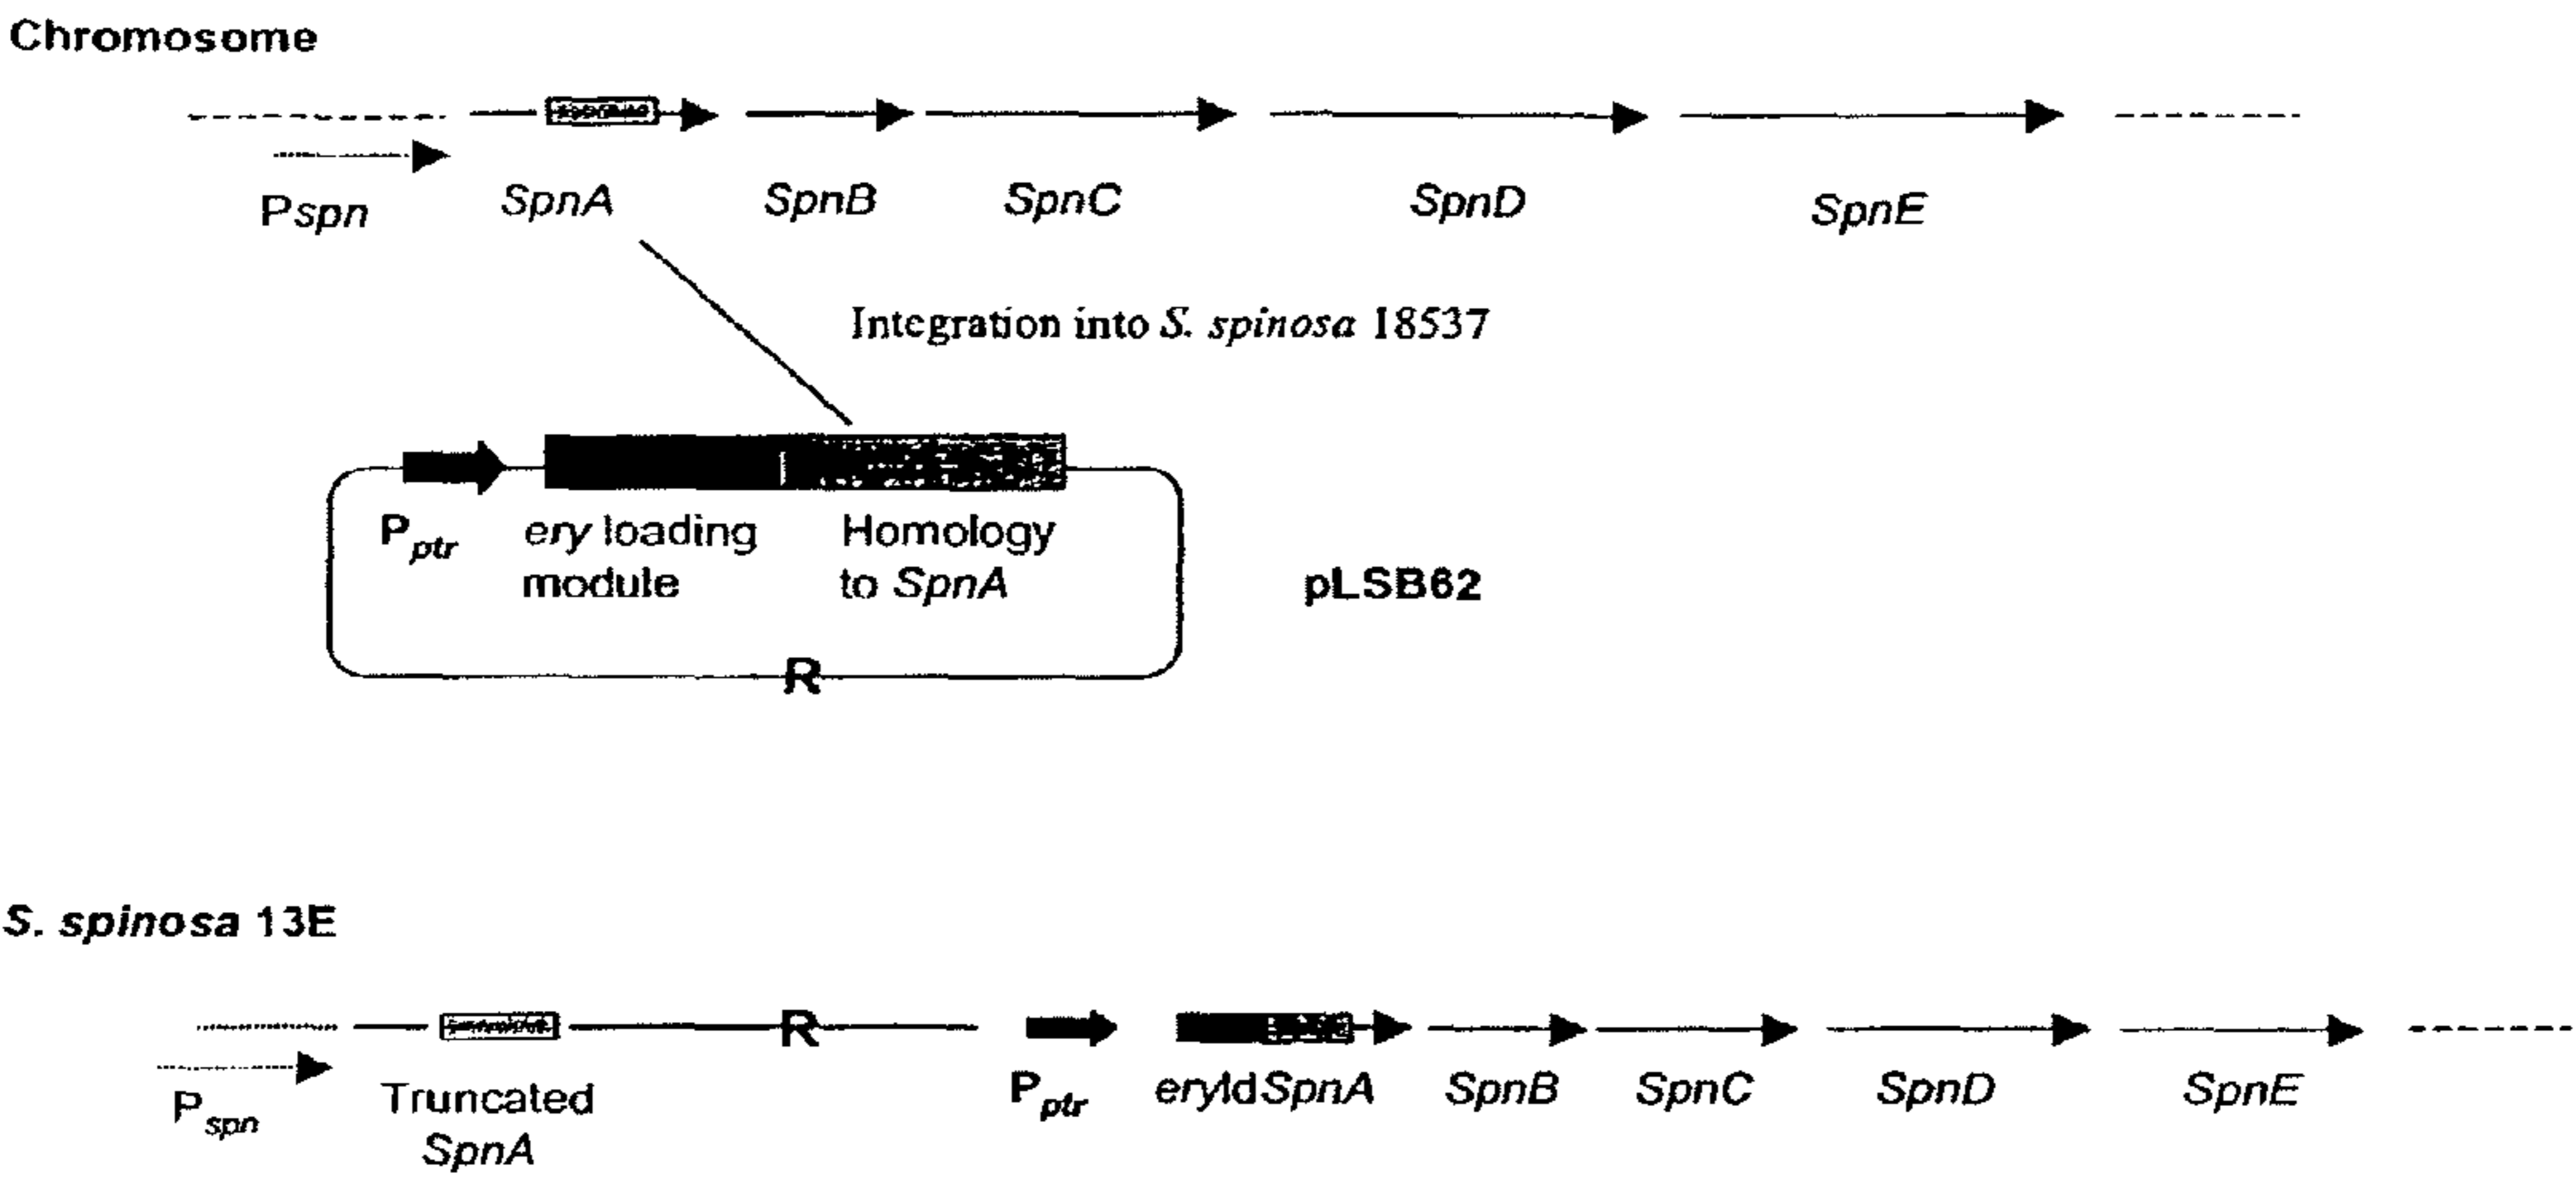 Chromosome
Pspn SpnA SpnB SpnC SpnD SpnE
Integration into S. spinosa 18537
Pptr ery loading module Homology to SpnA
pLSB62
R
S. spinosa 13E
R
Pspn Truncated SpnA Pptr eryldSpnA SpnB SpnC SpnD SpnE